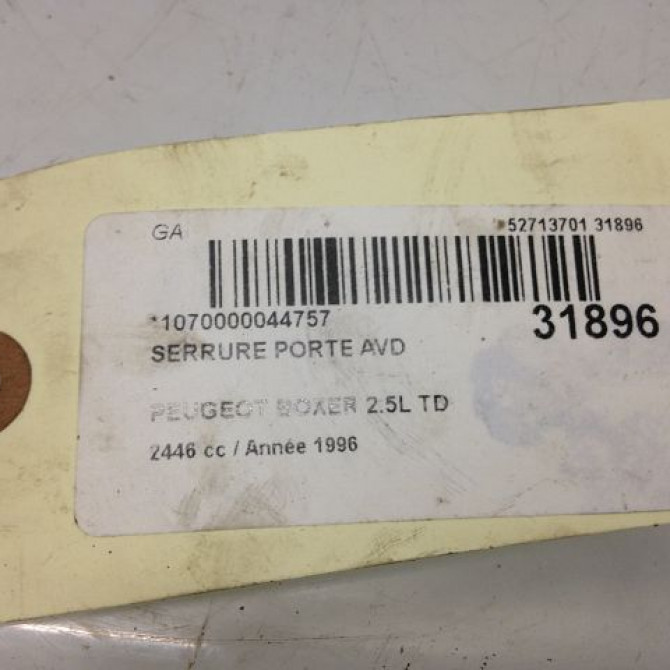 GA
52713701 31896
*1070000044757
31896
SERRURE PORTE AVD
PEUGEOT BOXER 2.5L TD
2446 cc / Année 1996